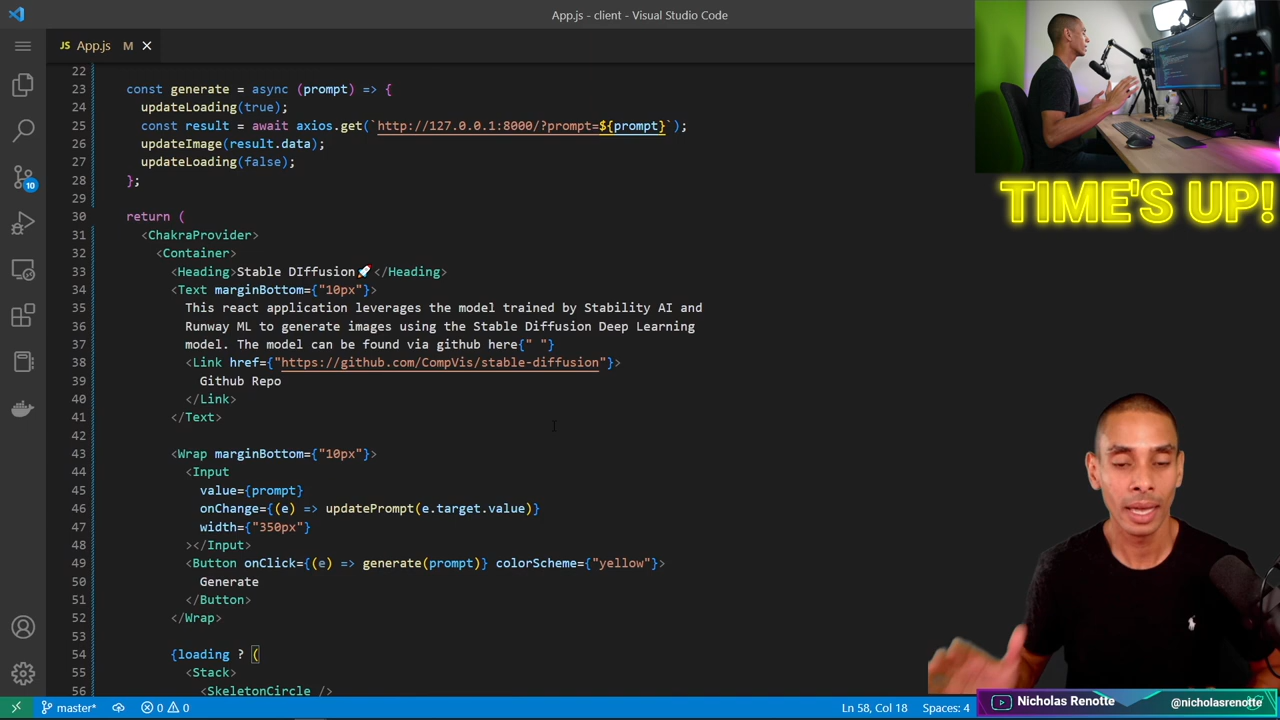 App.js - client - Visual Studio Code
JS App.js M
22
23 const generate = async (prompt) => {
24 updateLoading(true);
25 const result = await axios.get(`http://127.0.0.1:8000/?prompt=${prompt}`);
26 updateImage(result.data);
27 updateLoading(false);
28 };
29
30 return (
31 <ChakraProvider>
32 <Container>
33 <Heading>Stable DIffusion🚀</Heading>
34 <Text marginBottom={"10px"}>
35 This react application leverages the model trained by Stability AI and
36 Runway ML to generate images using the Stable Diffusion Deep Learning
37 model. The model can be found via github here{" "}
38 <Link href={"https://github.com/CompVis/stable-diffusion"}>
39 Github Repo
40 </Link>
41 </Text>
42
43 <Wrap marginBottom={"10px"}>
44 <Input
45 value={prompt}
46 onChange={(e) => updatePrompt(e.target.value)}
47 width={"350px"}
48 ></Input>
49 <Button onClick={(e) => generate(prompt)} colorScheme={"yellow"}>
50 Generate
51 </Button>
52 </Wrap>
53
54 {loading ? (
55 <Stack>
56 <SkeletonCircle />
TIME'S UP!
10
master* 0 0 Ln 58, Col 18 Spaces: 4
Nicholas Renotte @nicholasrenotte